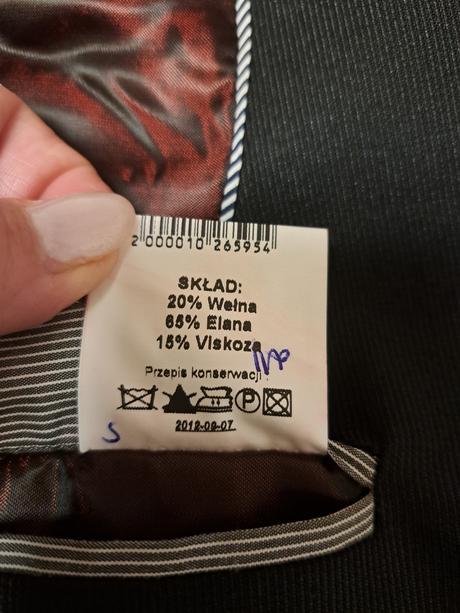 2 000010 265954
SKŁAD:
20% Wełna
65% Elana
15% Viskoza
Przepis konserwacji
P
2012-09-07
S